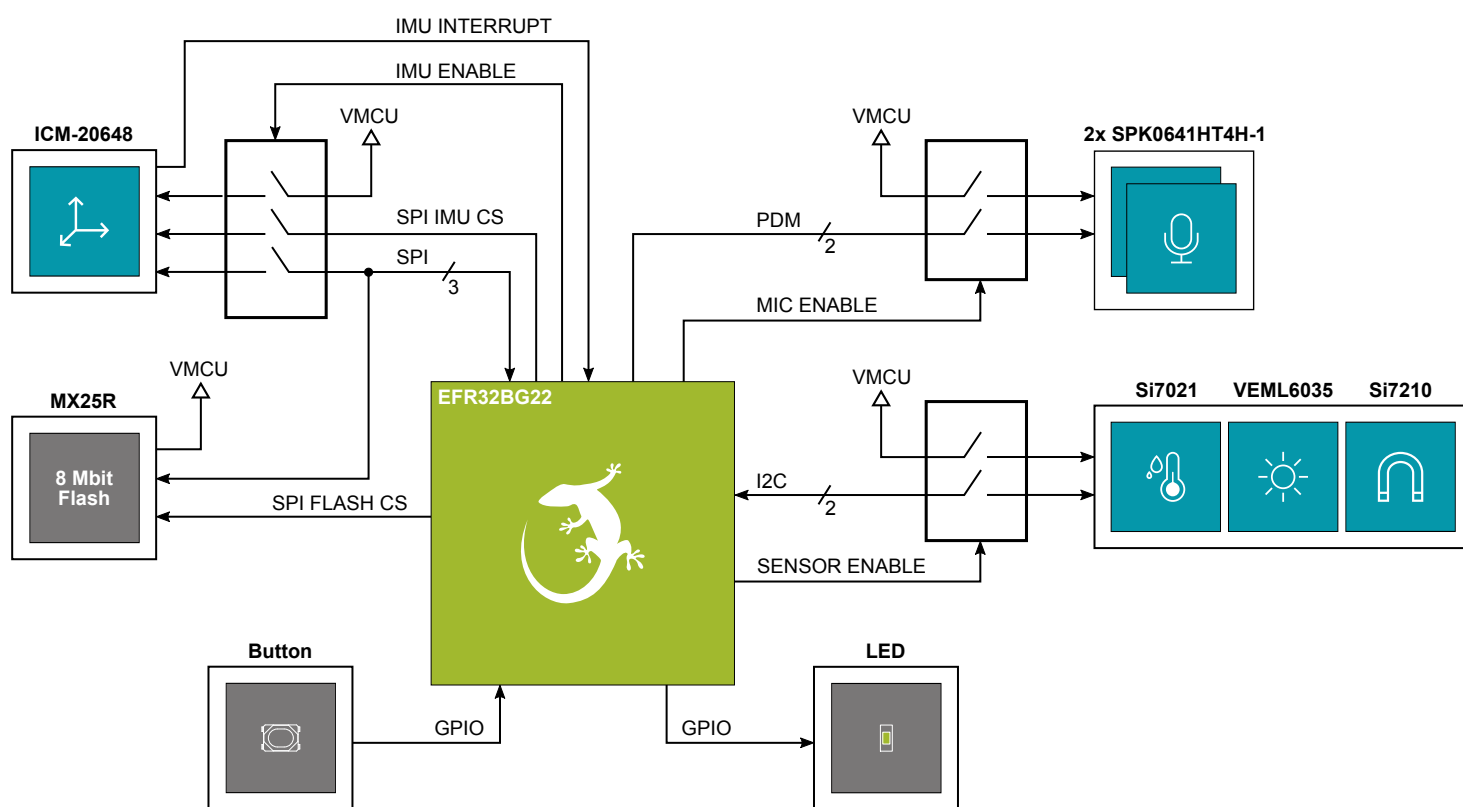 IMU INTERRUPT
IMU ENABLE
VMCU
VMCU
ICM-20648
2x SPK0641HT4H-1
SPI IMU CS
PDM
2
SPI
3
MIC ENABLE
VMCU
VMCU
MX25R
EFR32BG22
Si7021
VEML6035
Si7210
8 Mbit
Flash
I2C
2
SPI FLASH CS
SENSOR ENABLE
Button
LED
GPIO
GPIO